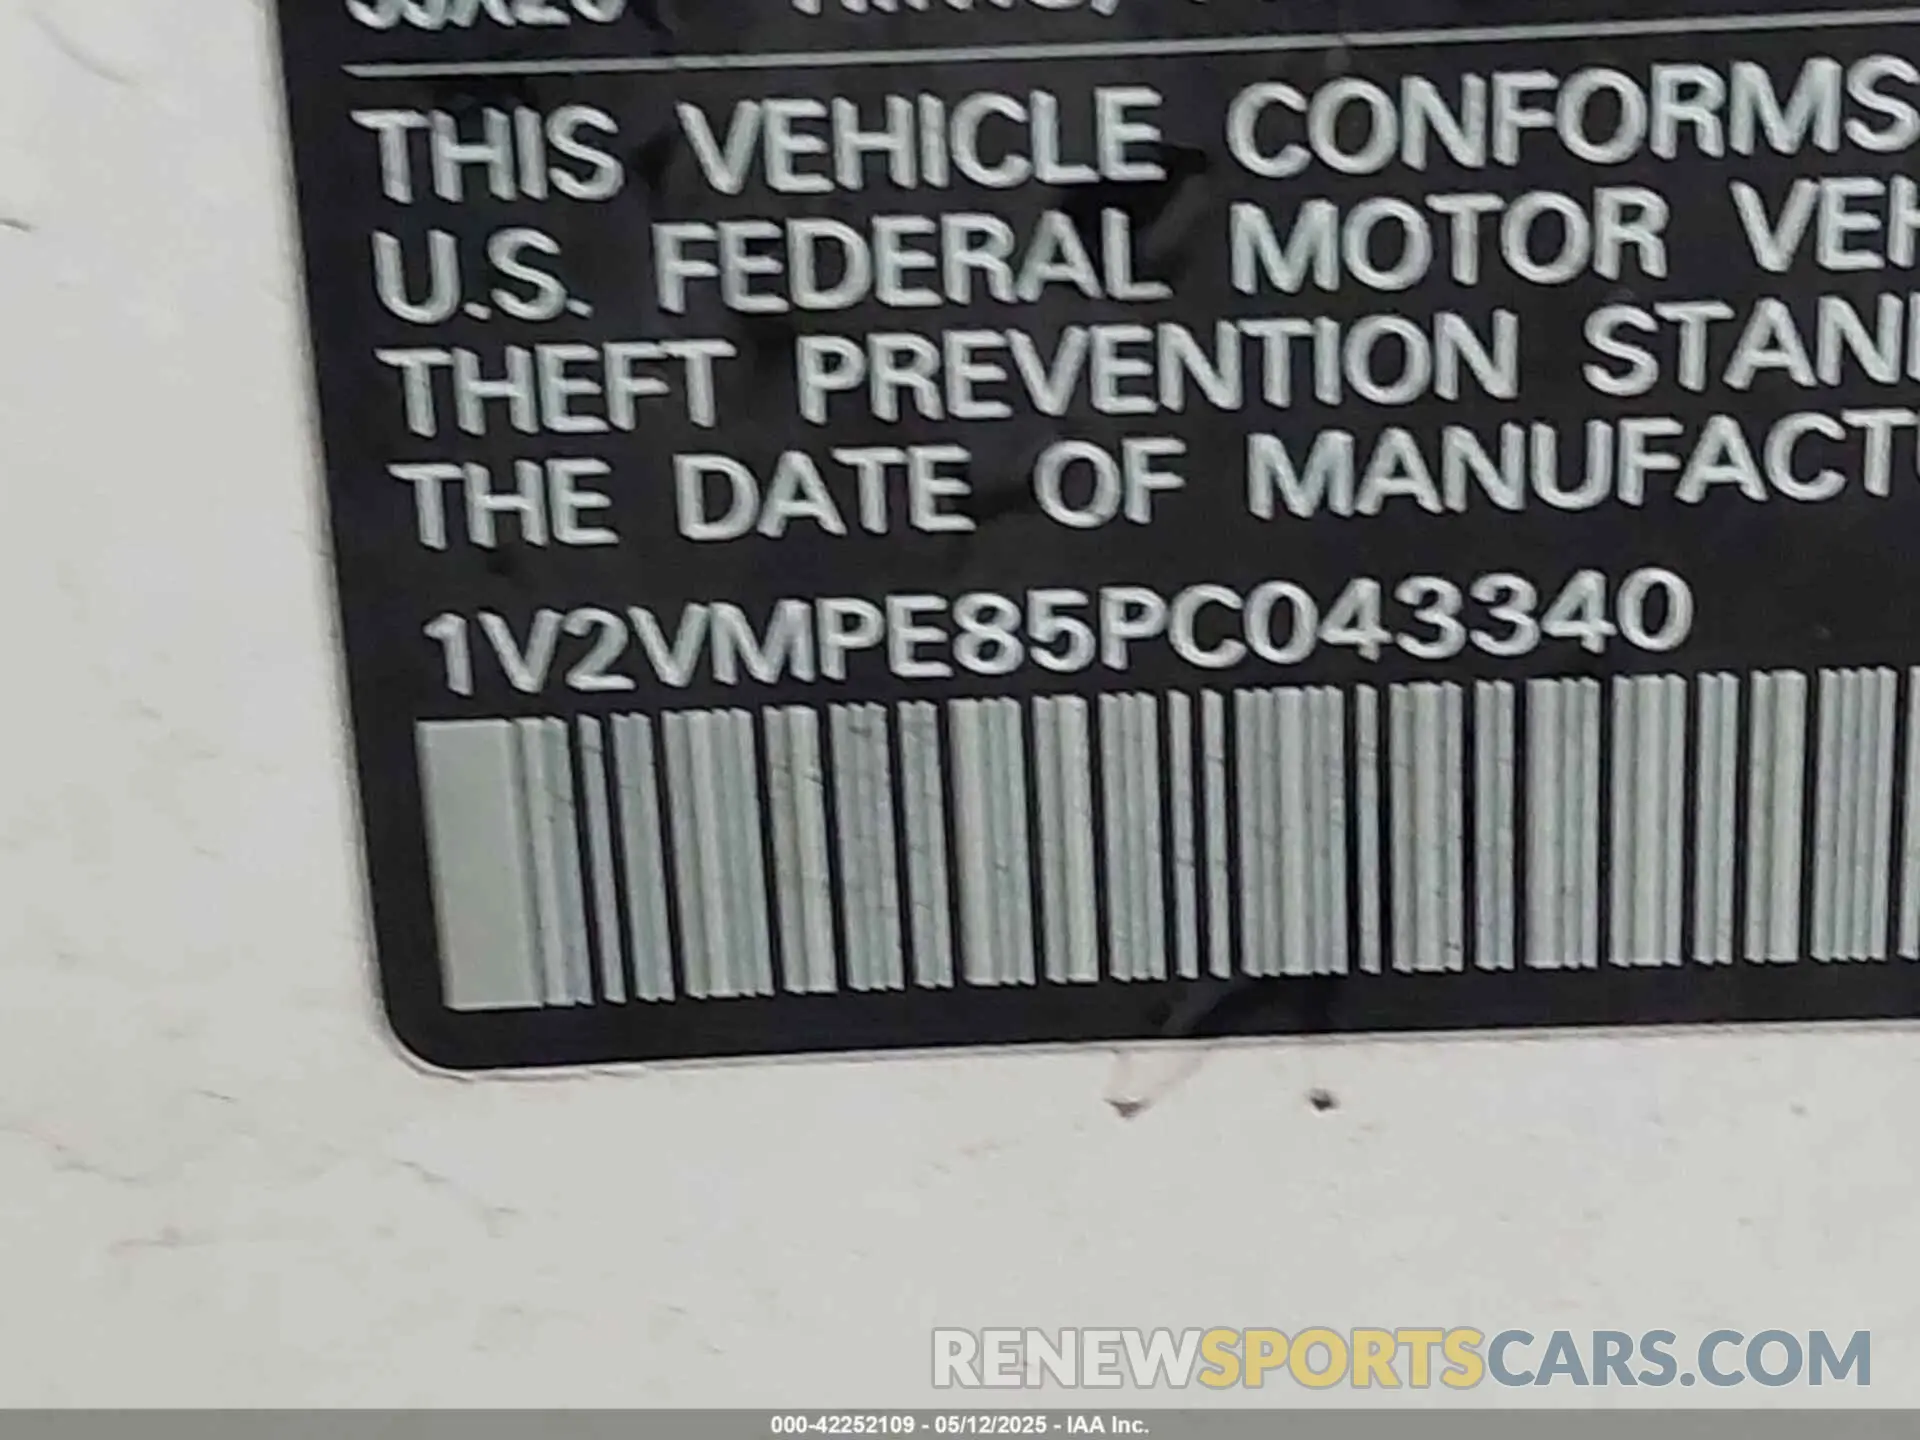 THIS VEHICLE CONFORMS
U.S. FEDERAL MOTOR VEH
THEFT PREVENTION STAN
THE DATE OF MANUFACTU
1V2VMPE85PC043340
RENEWSPORTSCARS.COM
000-42252109 - 05/12/2025 - IAA Inc.